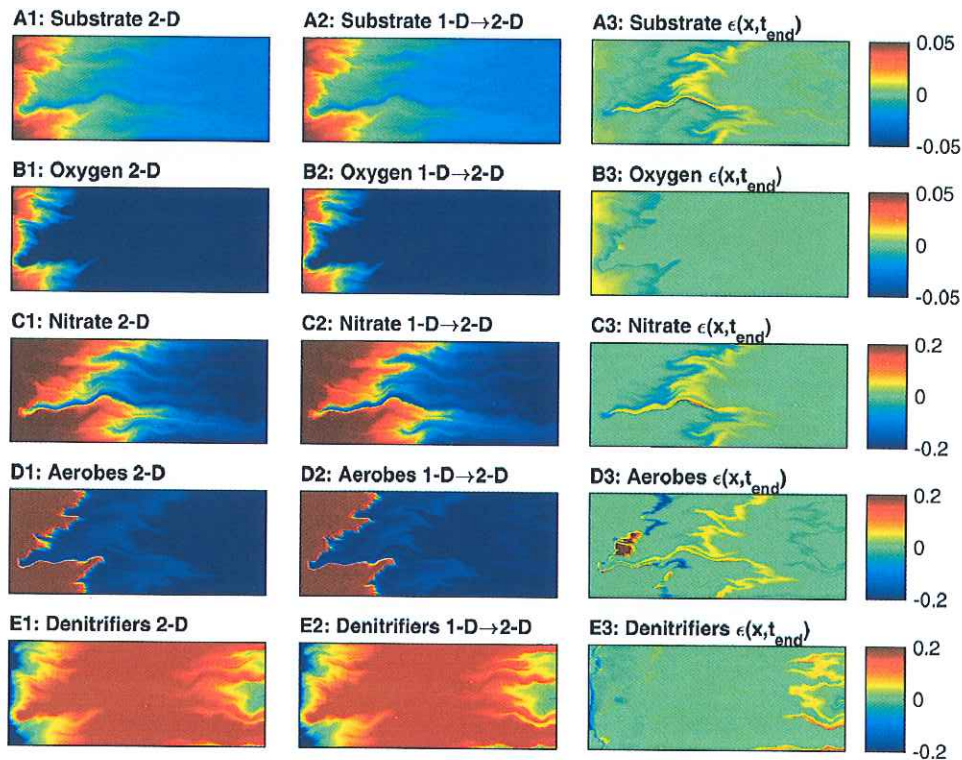 A1: Substrate 2-D
A2: Substrate 1-D→2-D
A3: Substrate ϵ(x,t_end)
0.05
0
-0.05
B1: Oxygen 2-D
B2: Oxygen 1-D→2-D
B3: Oxygen ϵ(x,t_end)
0.05
0
-0.05
C1: Nitrate 2-D
C2: Nitrate 1-D→2-D
C3: Nitrate ϵ(x,t_end)
0.2
0
-0.2
D1: Aerobes 2-D
D2: Aerobes 1-D→2-D
D3: Aerobes ϵ(x,t_end)
0.2
0
-0.2
E1: Denitrifiers 2-D
E2: Denitrifiers 1-D→2-D
E3: Denitrifiers ϵ(x,t_end)
0.2
0
-0.2